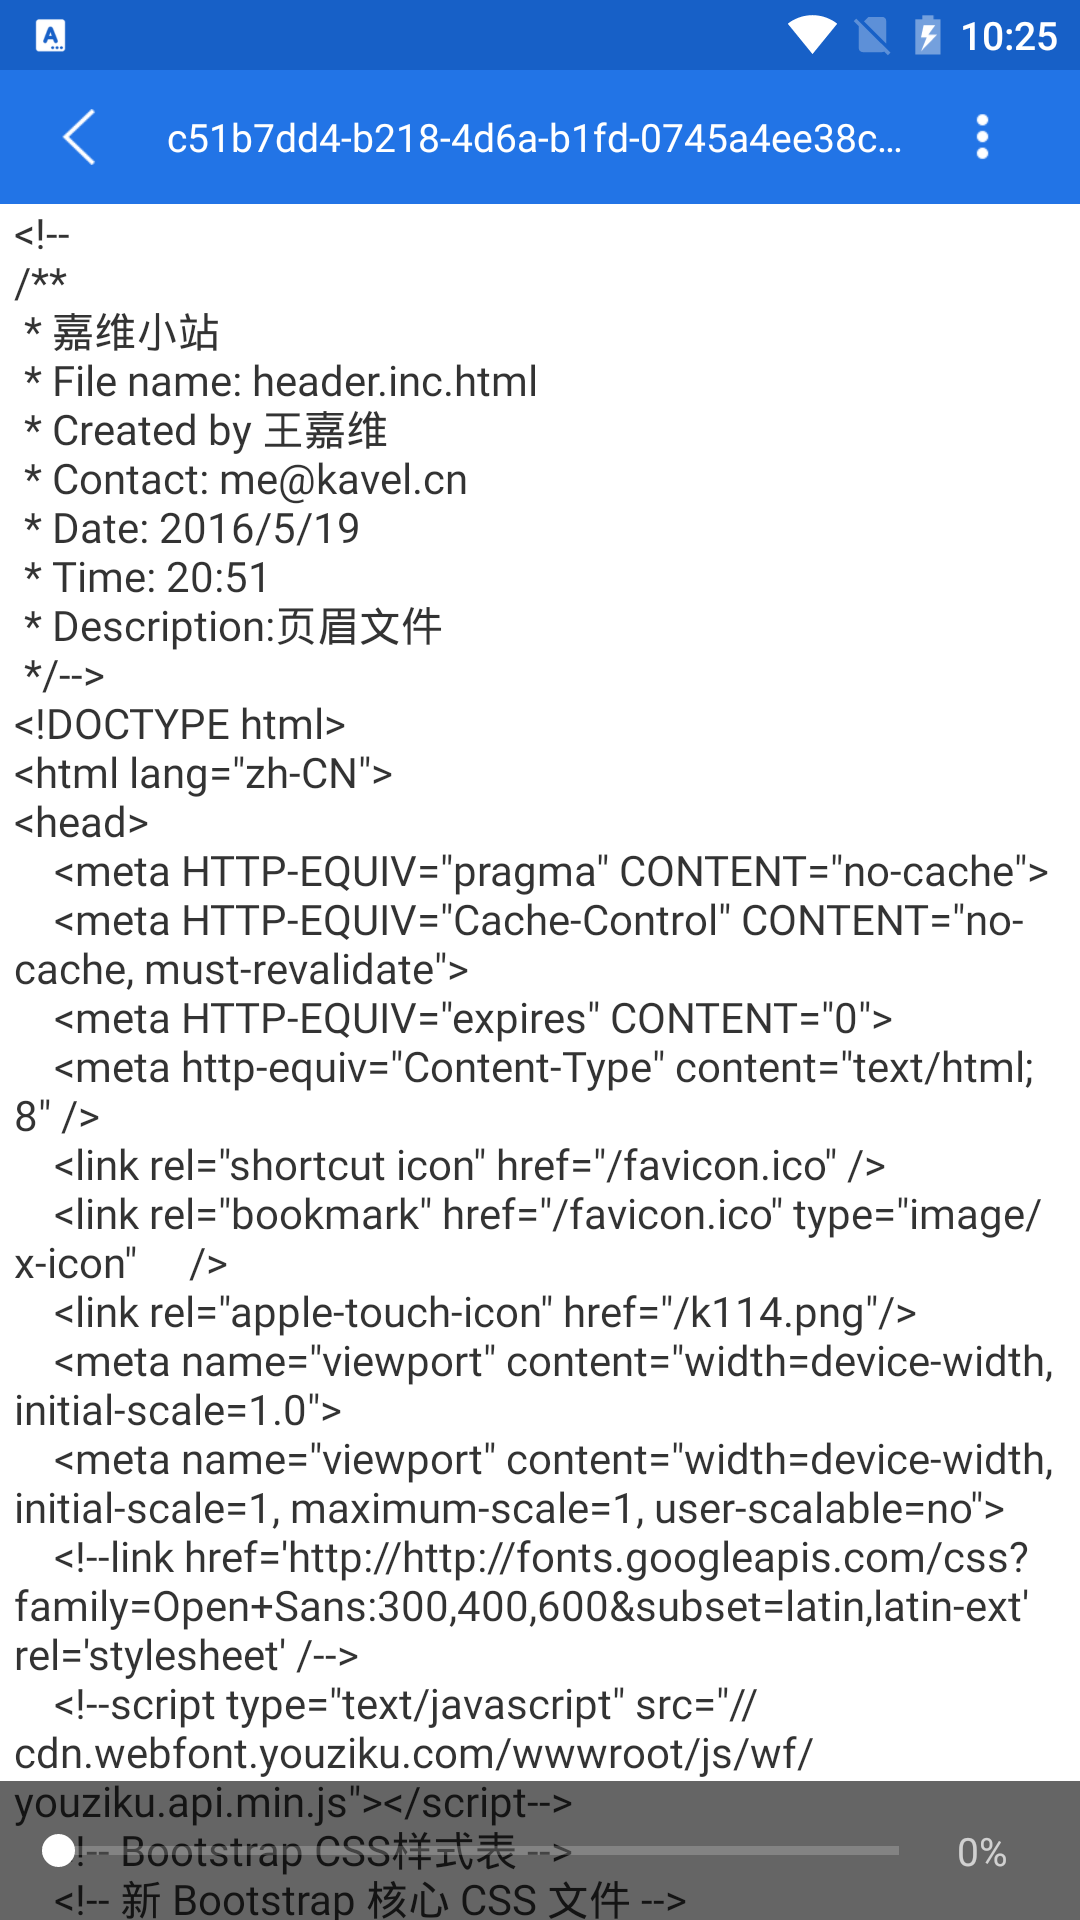 10:25
c51b7dd4-b218-4d6a-b1fd-0745a4ee38c...
<!--
/**
 * 嘉维小站
 * File name: header.inc.html
 * Created by 王嘉维
 * Contact: me@kavel.cn
 * Date: 2016/5/19
 * Time: 20:51
 * Description:页眉文件
 */-->
<!DOCTYPE html>
<html lang="zh-CN">
<head>
    <meta HTTP-EQUIV="pragma" CONTENT="no-cache">
    <meta HTTP-EQUIV="Cache-Control" CONTENT="no-
cache, must-revalidate">
    <meta HTTP-EQUIV="expires" CONTENT="0">
    <meta http-equiv="Content-Type" content="text/html;
8" />
    <link rel="shortcut icon" href="/favicon.ico" />
    <link rel="bookmark" href="/favicon.ico" type="image/
x-icon"     />
    <link rel="apple-touch-icon" href="/k114.png"/>
    <meta name="viewport" content="width=device-width,
initial-scale=1.0">
    <meta name="viewport" content="width=device-width,
initial-scale=1, maximum-scale=1, user-scalable=no">
    <!--link href='http://http://fonts.googleapis.com/css?
family=Open+Sans:300,400,600&subset=latin,latin-ext'
rel='stylesheet' /-->
    <!--script type="text/javascript" src="//
cdn.webfont.youziku.com/wwwroot/js/wf/
youziku.api.min.js"></script-->
    <!-- Bootstrap CSS样式表 -->
0%
    <!-- 新 Bootstrap 核心 CSS 文件 -->